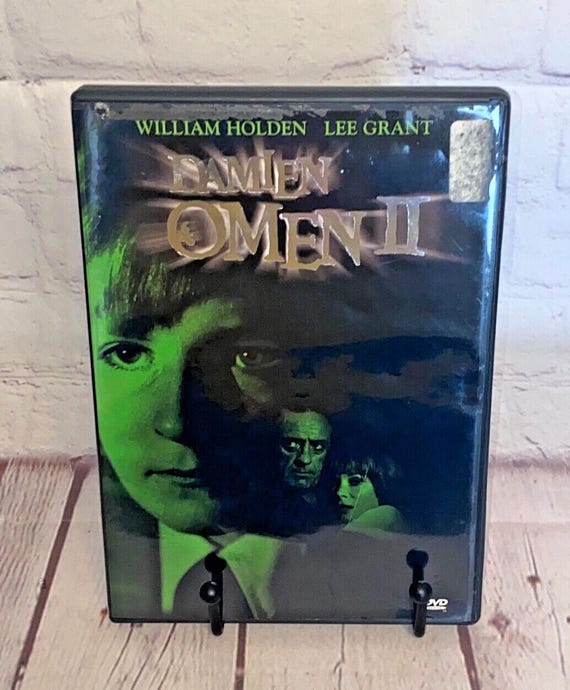 WILLIAM HOLDEN LEE GRANT
DAMIEN
OMEN II
DVD